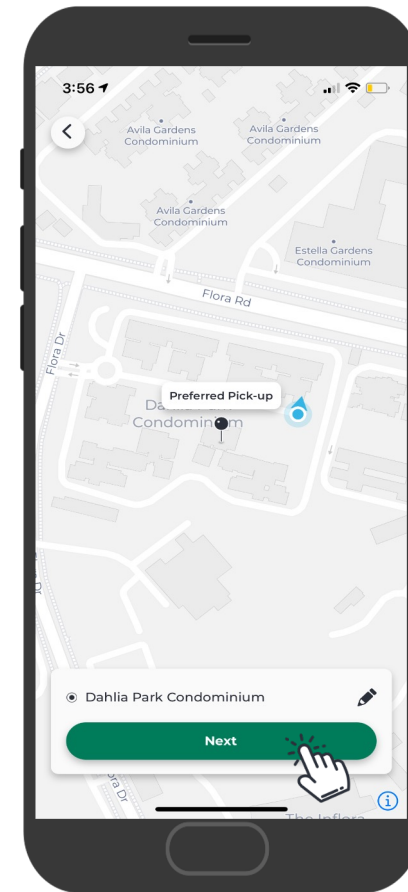 3:56
Avila Gardens
Condominium
Avila Gardens
Condominium
Avila Gardens
Condominium
Estella Gardens
Condominium
Flora Rd
Flora Dr
Preferred Pick-up
Condominium
Dahlia Park Condominium
Next
The Inflora